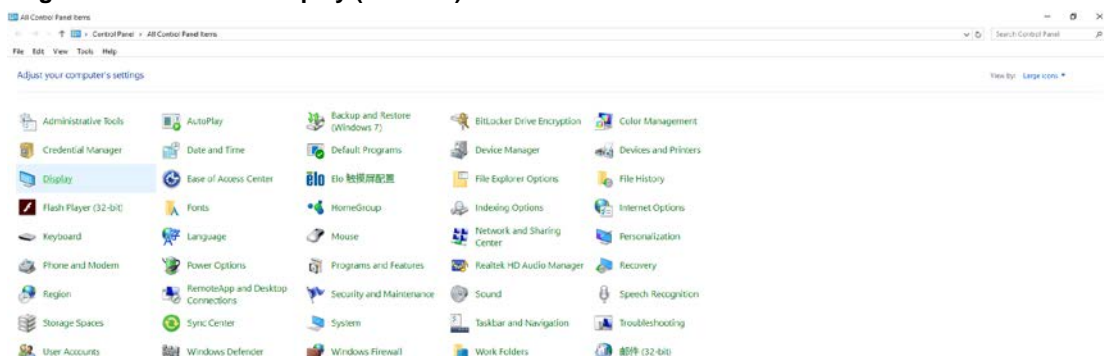 All Control Panel Items
Control Panel › All Control Panel Items
Search Control Panel
File Edit View Tools Help
Adjust your computer's settings
View by: Large icons
Administrative Tools
AutoPlay
Backup and Restore
(Windows 7)
BitLocker Drive Encryption
Color Management
Credential Manager
Date and Time
Default Programs
Device Manager
Devices and Printers
Display
Ease of Access Center
elo
Elo 触摸屏配置
File Explorer Options
File History
Flash Player (32-bit)
Fonts
HomeGroup
Indexing Options
Internet Options
Keyboard
Language
Mouse
Network and Sharing
Center
Personalization
Phone and Modem
Power Options
Programs and Features
Realtek HD Audio Manager
Recovery
Region
RemoteApp and Desktop
Connections
Security and Maintenance
Sound
Speech Recognition
Storage Spaces
Sync Center
System
Taskbar and Navigation
Troubleshooting
User Accounts
Windows Defender
Windows Firewall
Work Folders
邮件 (32-bit)